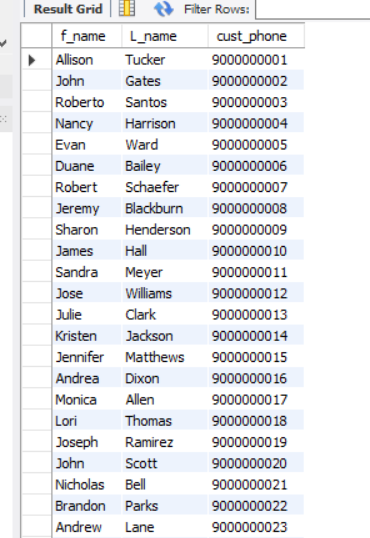 Result Grid Filter Rows:
f_name L_name cust_phone
Allison Tucker 9000000001
John Gates 9000000002
Roberto Santos 9000000003
Nancy Harrison 9000000004
Evan Ward 9000000005
Duane Bailey 9000000006
Robert Schaefer 9000000007
Jeremy Blackburn 9000000008
Sharon Henderson 9000000009
James Hall 9000000010
Sandra Meyer 9000000011
Jose Williams 9000000012
Julie Clark 9000000013
Kristen Jackson 9000000014
Jennifer Matthews 9000000015
Andrea Dixon 9000000016
Monica Allen 9000000017
Lori Thomas 9000000018
Joseph Ramirez 9000000019
John Scott 9000000020
Nicholas Bell 9000000021
Brandon Parks 9000000022
Andrew Lane 9000000023